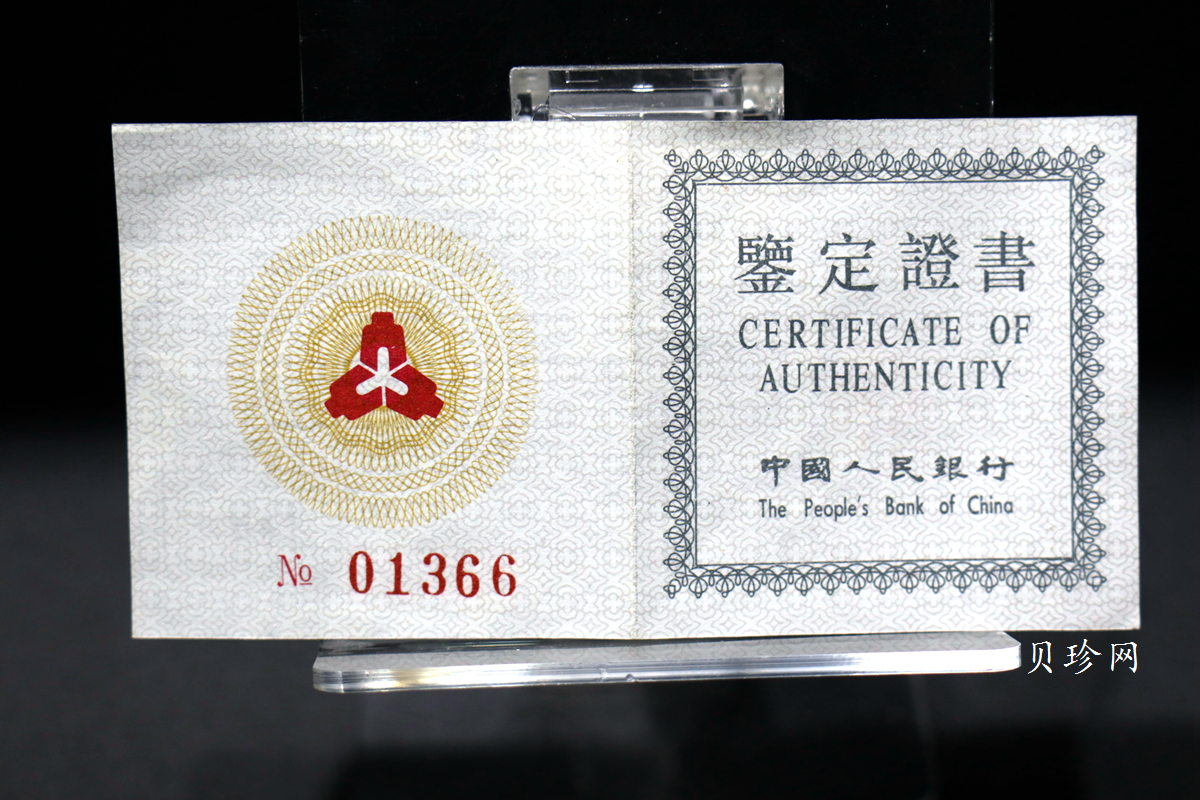 № 01366
鑒定證書
CERTIFICATE OF
AUTHENTICITY
中國人民銀行
The People's Bank of China
贝珍网